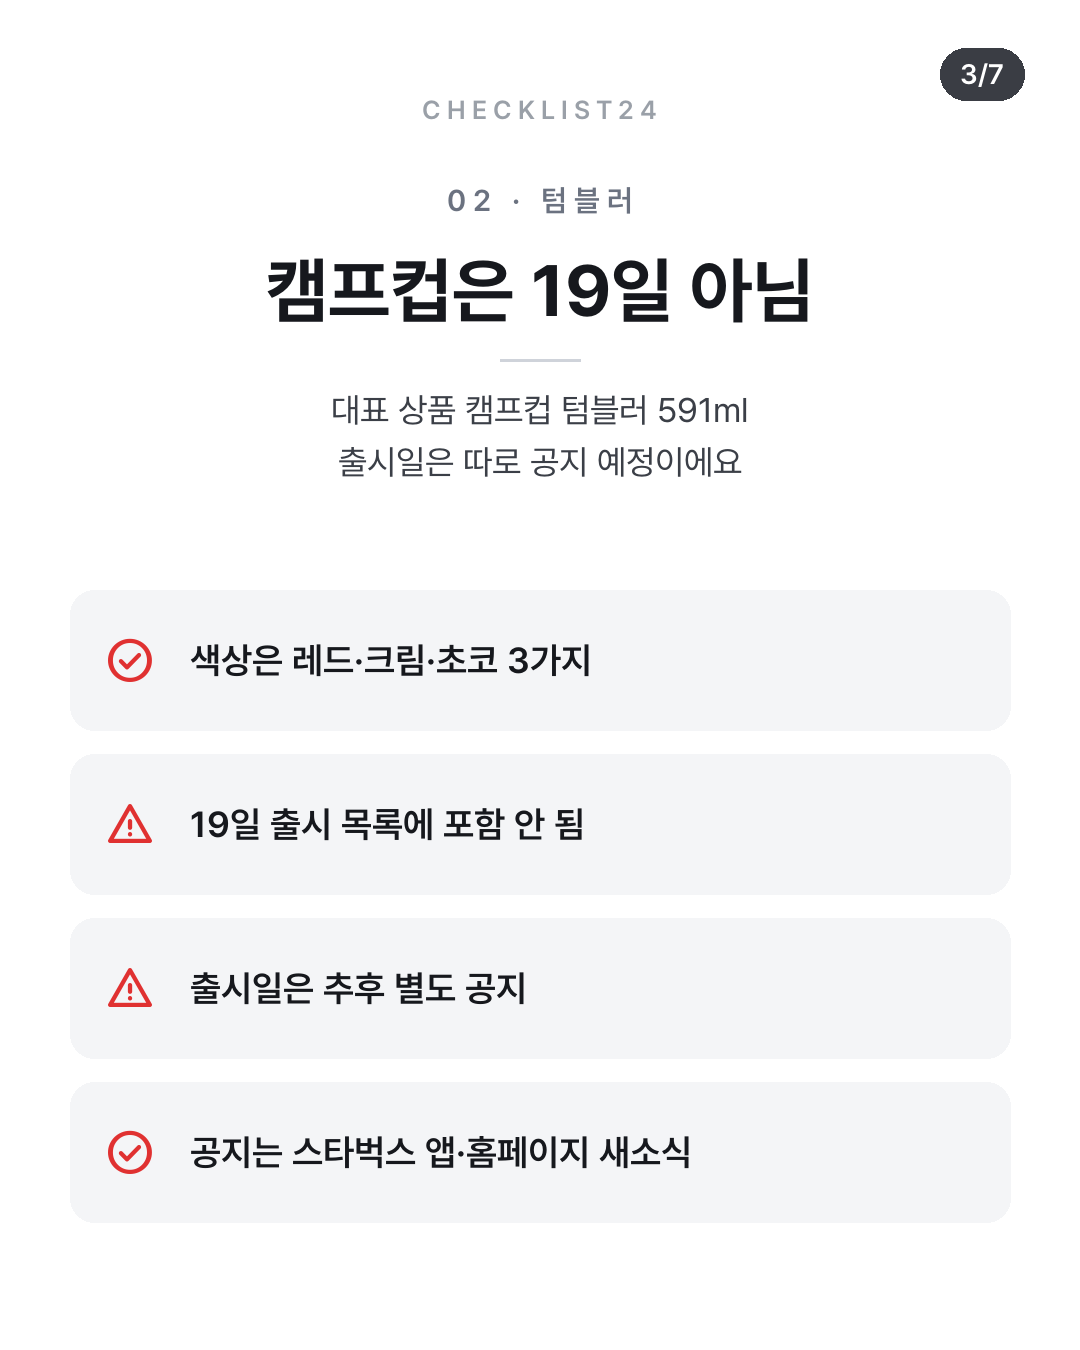 3/7
CHECKLIST24
02 · 텀블러
캠프컵은 19일 아님
대표 상품 캠프컵 텀블러 591ml
출시일은 따로 공지 예정이에요
색상은 레드·크림·초코 3가지
19일 출시 목록에 포함 안 됨
출시일은 추후 별도 공지
공지는 스타벅스 앱·홈페이지 새소식